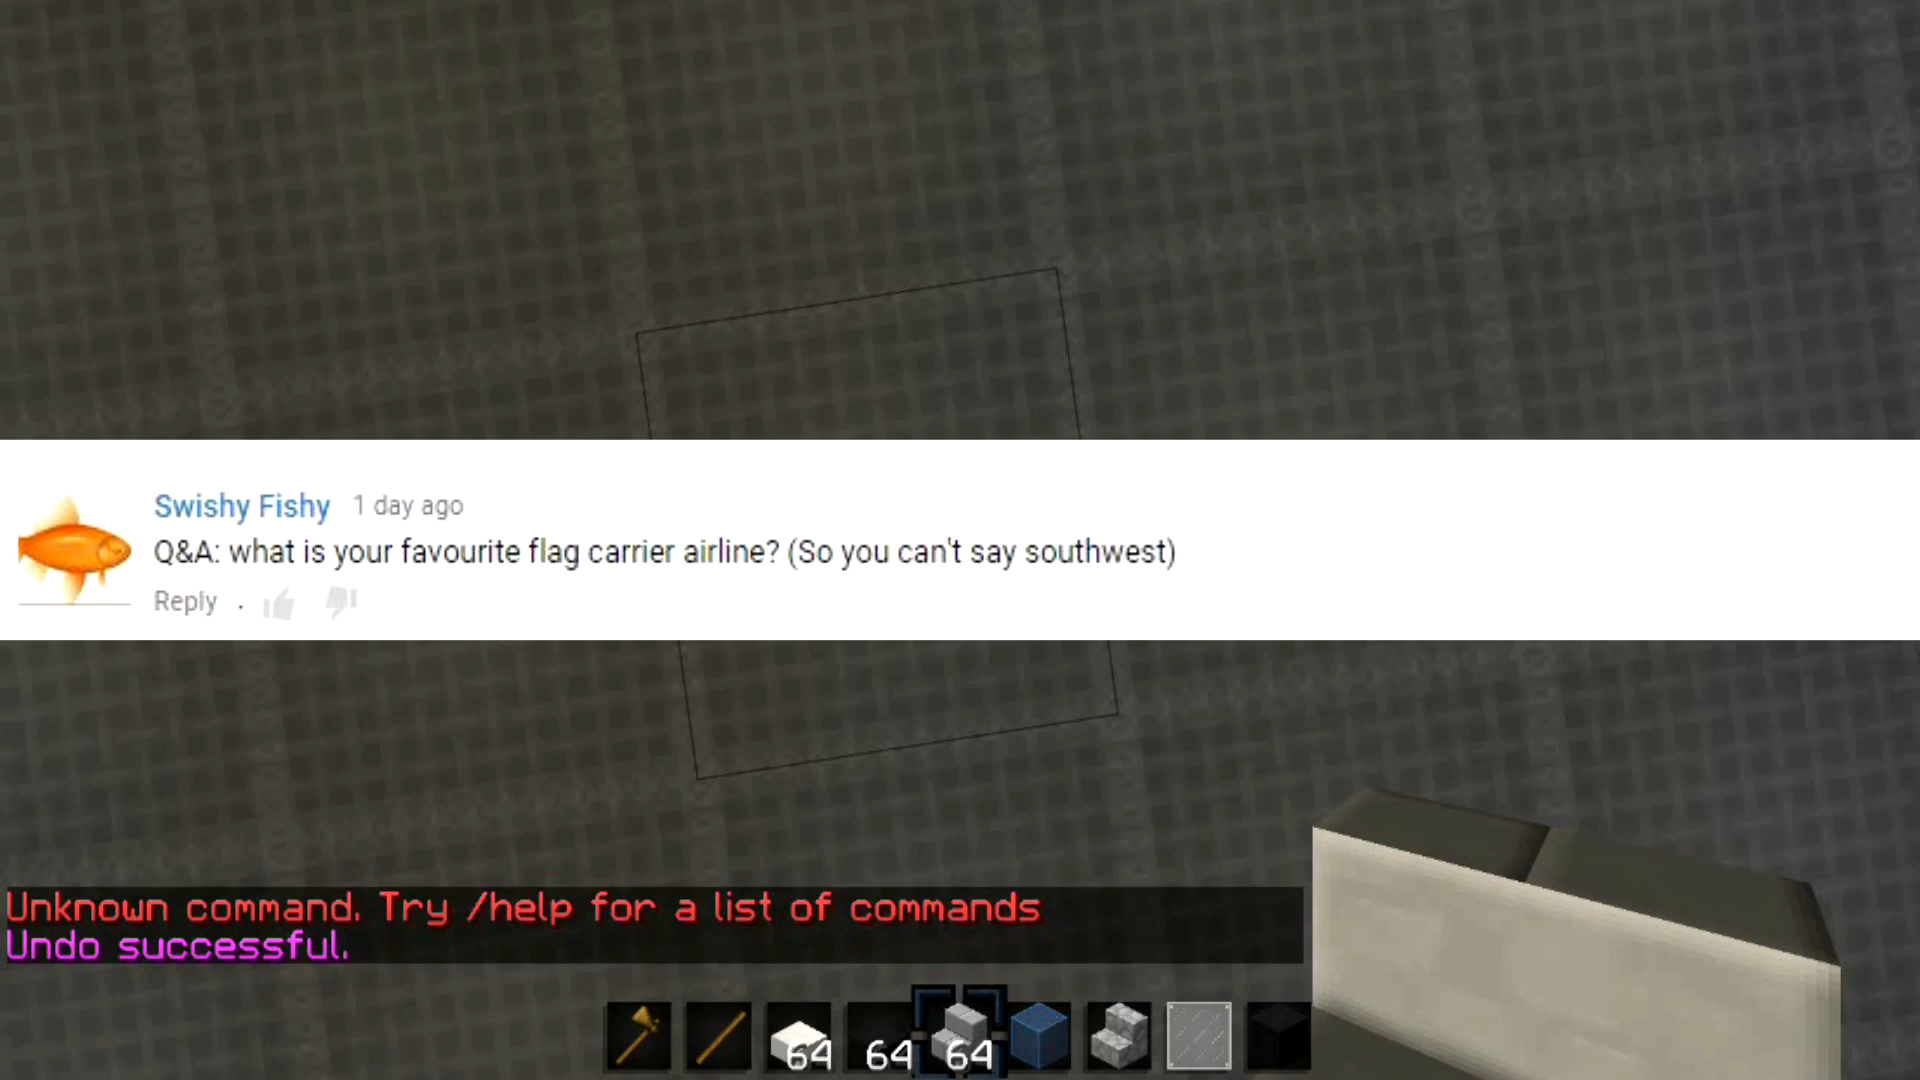 Swishy Fishy 1 day ago
Q&A: what is your favourite flag carrier airline? (So you can't say southwest)
Reply .
Unknown command. Try /help for a list of commands
Undo successful.
64 64 64